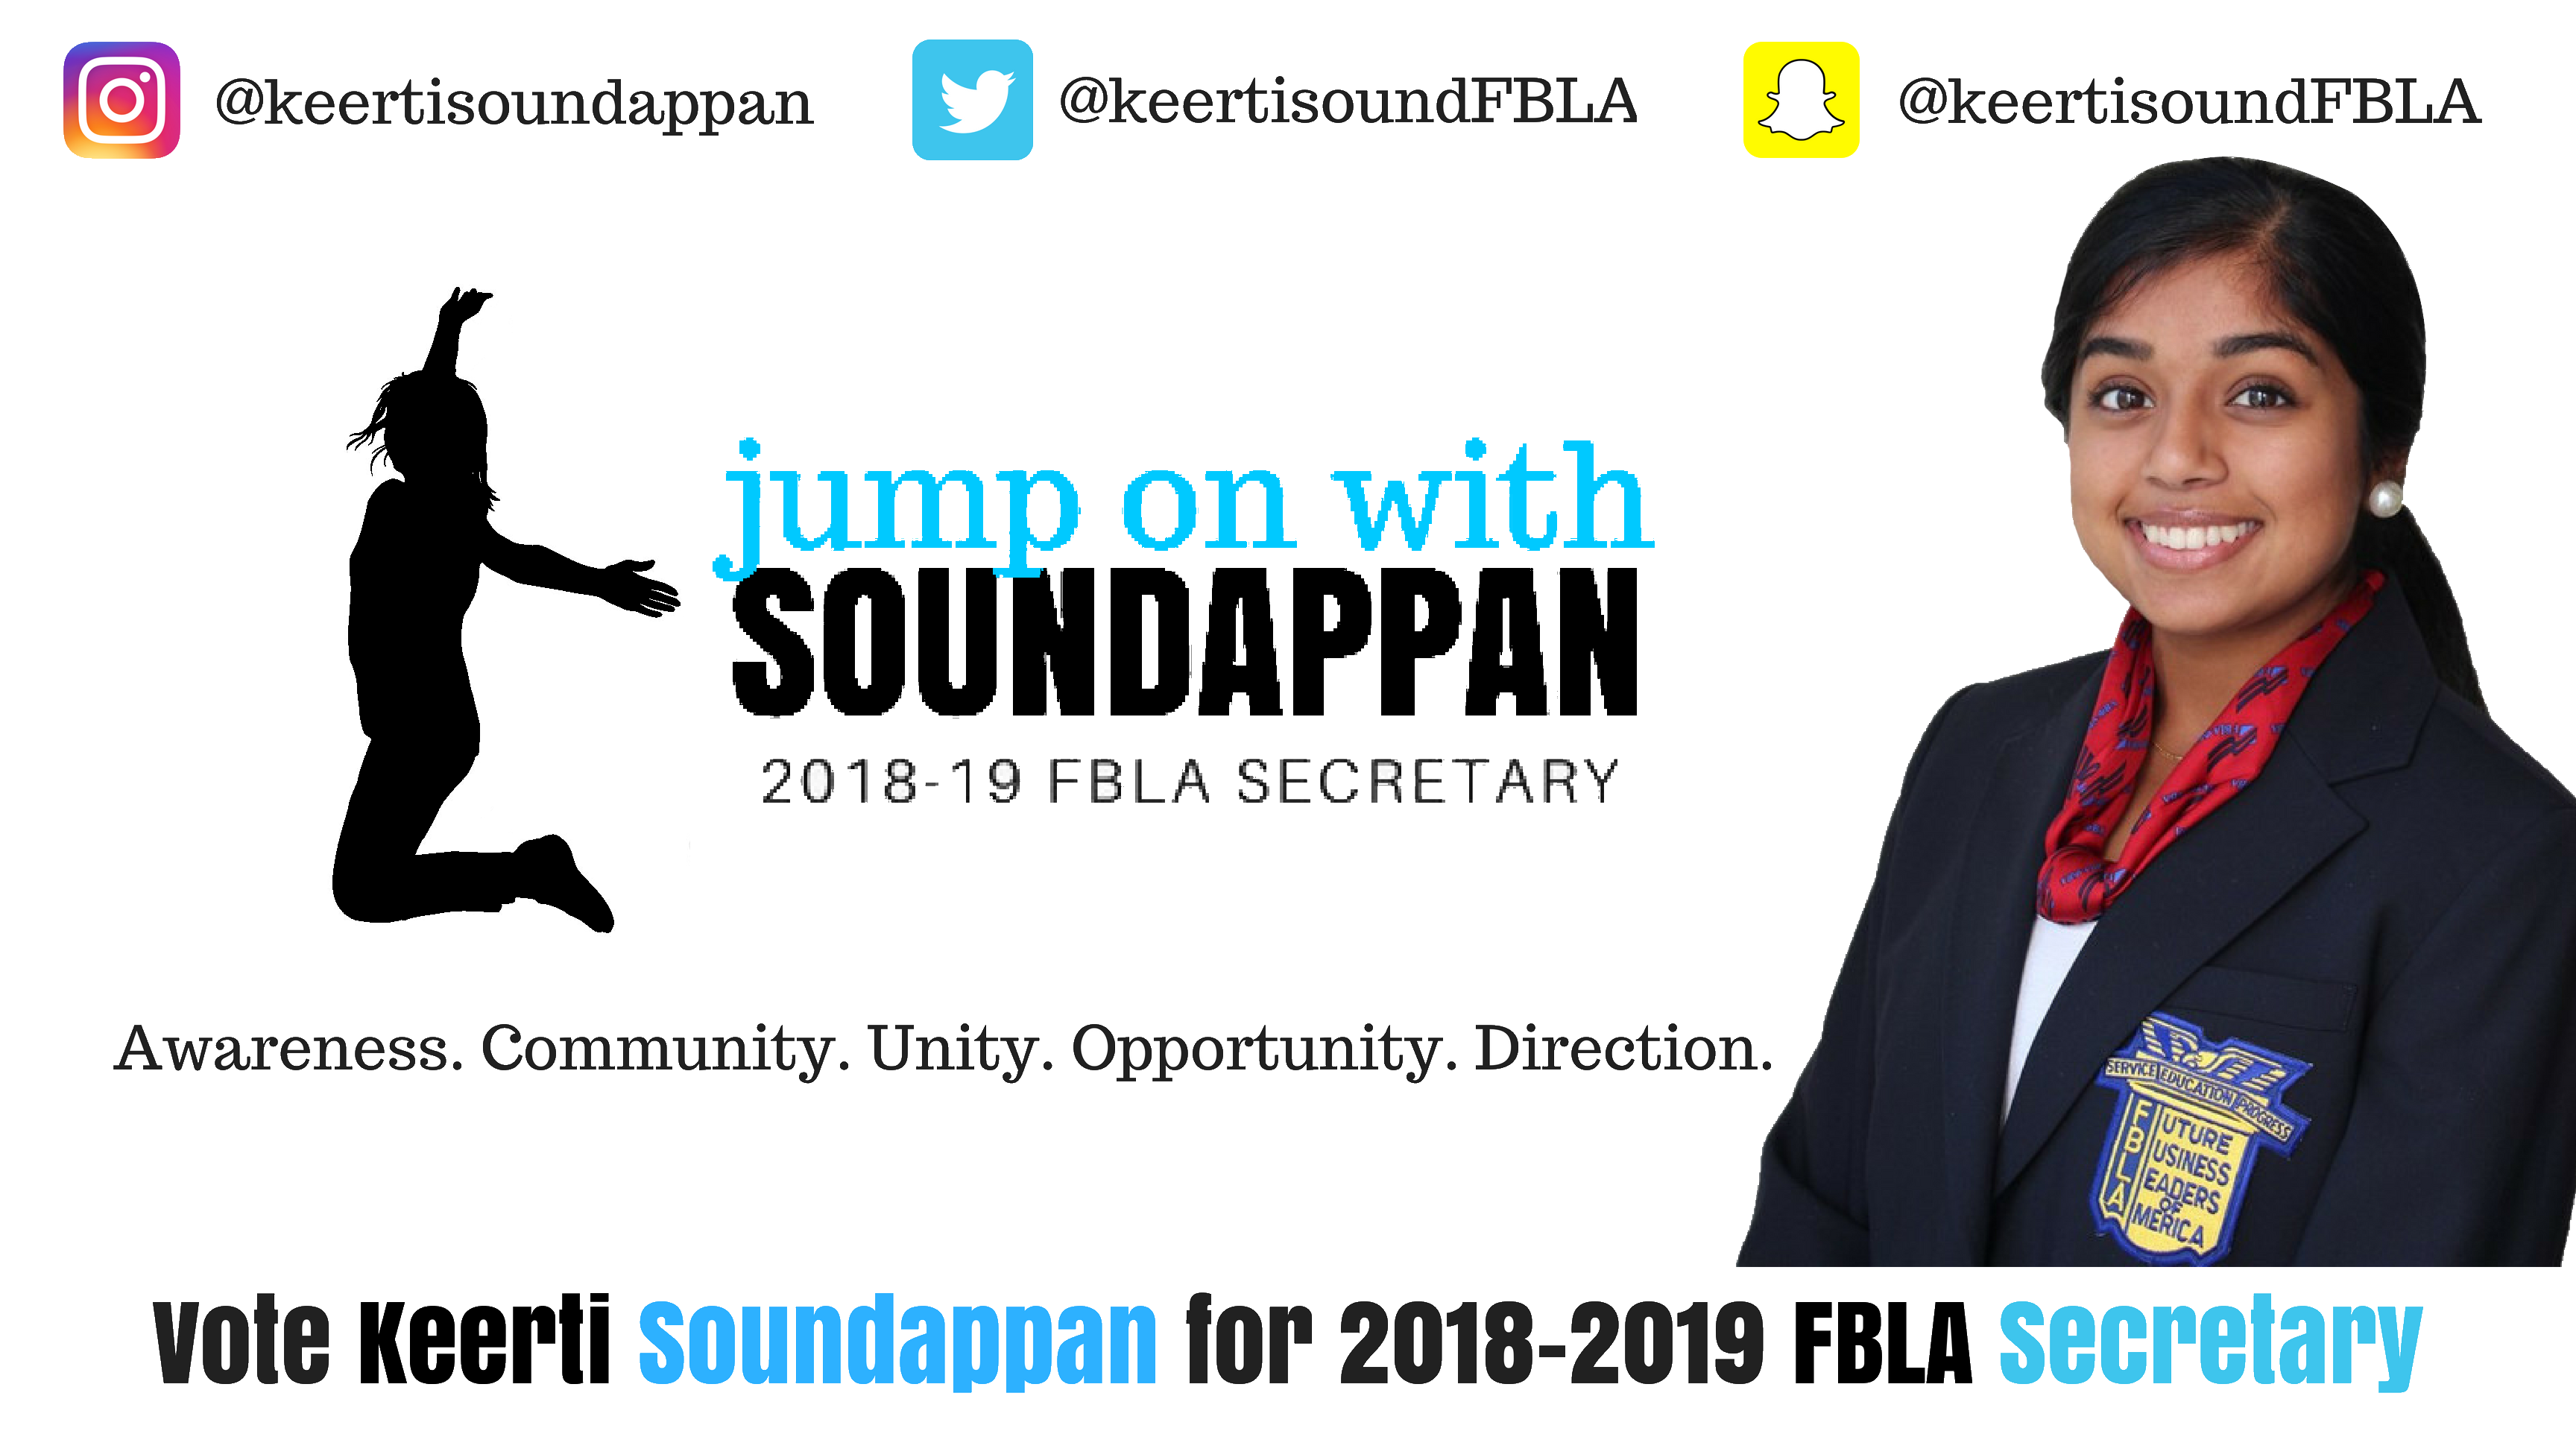 @keertisoundappan
@keertisoundFBLA
@keertisoundFBLA
jump on with
SOUNDAPPAN
2018-19 FBLA SECRETARY
Awareness. Community. Unity. Opportunity. Direction.
SERVICE EDUCATION PROGRESS
FUTURE
BUSINESS
LEADERS
OF
AMERICA
Vote Keerti Soundappan for 2018-2019 FBLA Secretary